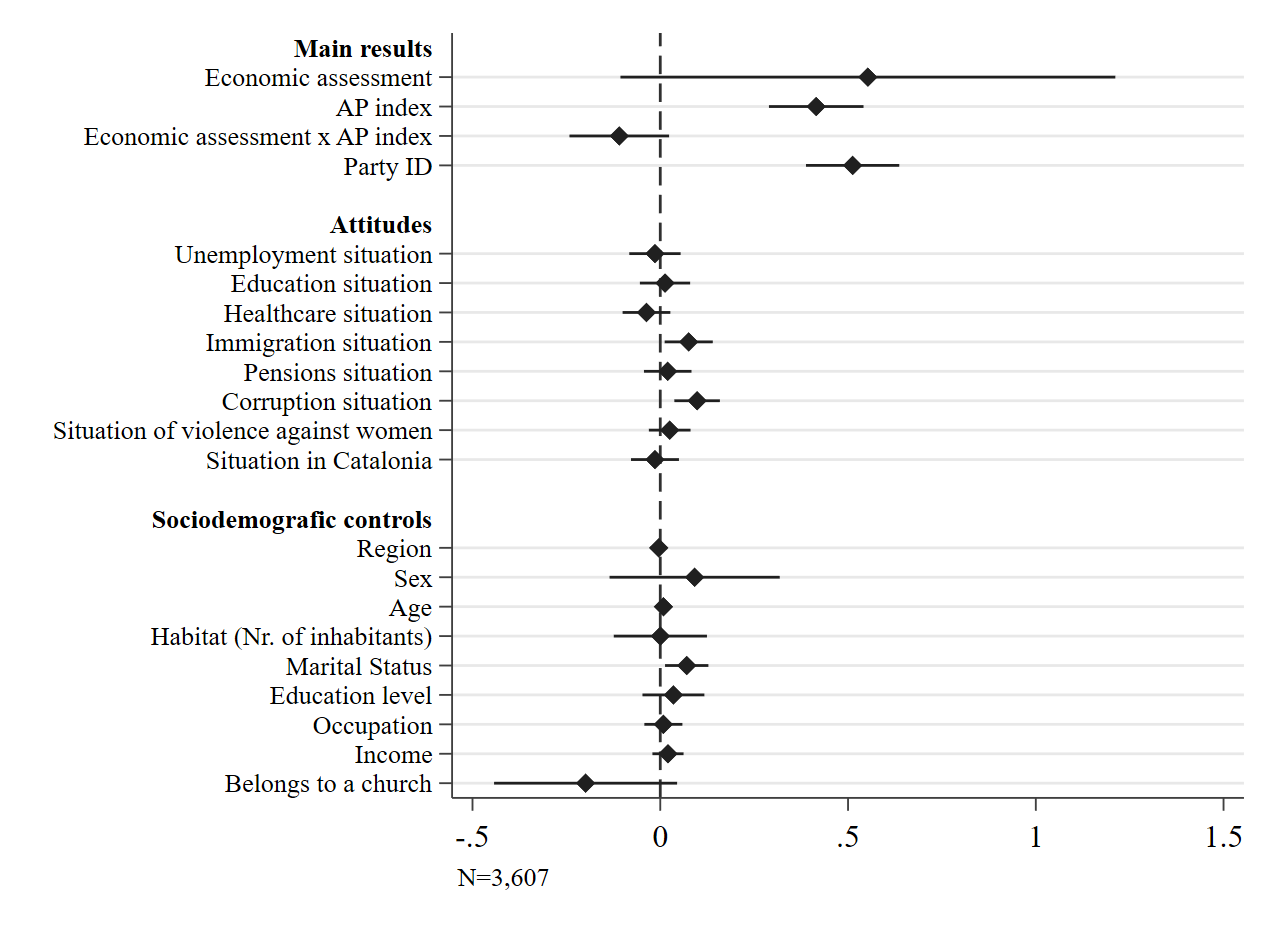 Main results
Economic assessment
AP index
Economic assessment x AP index
Party ID
Attitudes
Unemployment situation
Education situation
Healthcare situation
Immigration situation
Pensions situation
Corruption situation
Situation of violence against women
Situation in Catalonia
Sociodemografic controls
Region
Sex
Age
Habitat (Nr. of inhabitants)
Marital Status
Education level
Occupation
Income
Belongs to a church
-.5 0 .5 1 1.5
N=3,607